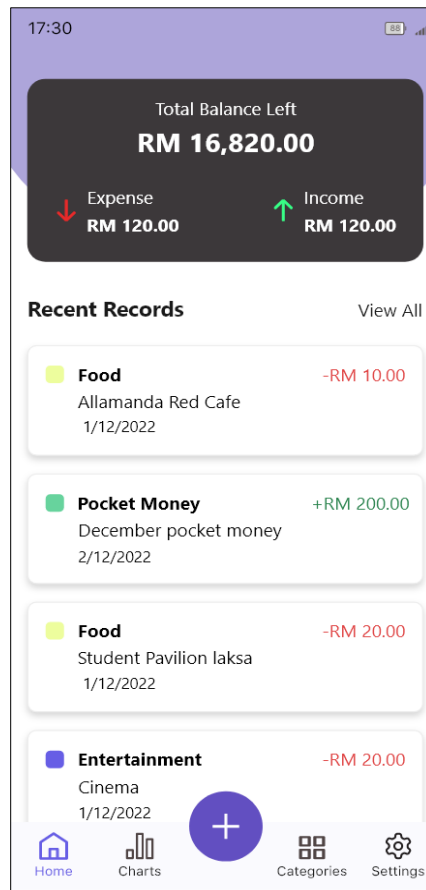 17:30
88
Total Balance Left
RM 16,820.00
Expense
RM 120.00
Income
RM 120.00
Recent Records
View All
Food
-RM 10.00
Allamanda Red Cafe
1/12/2022
Pocket Money
+RM 200.00
December pocket money
2/12/2022
Food
-RM 20.00
Student Pavilion laksa
1/12/2022
Entertainment
-RM 20.00
Cinema
1/12/2022
Home
Charts
Categories
Settings